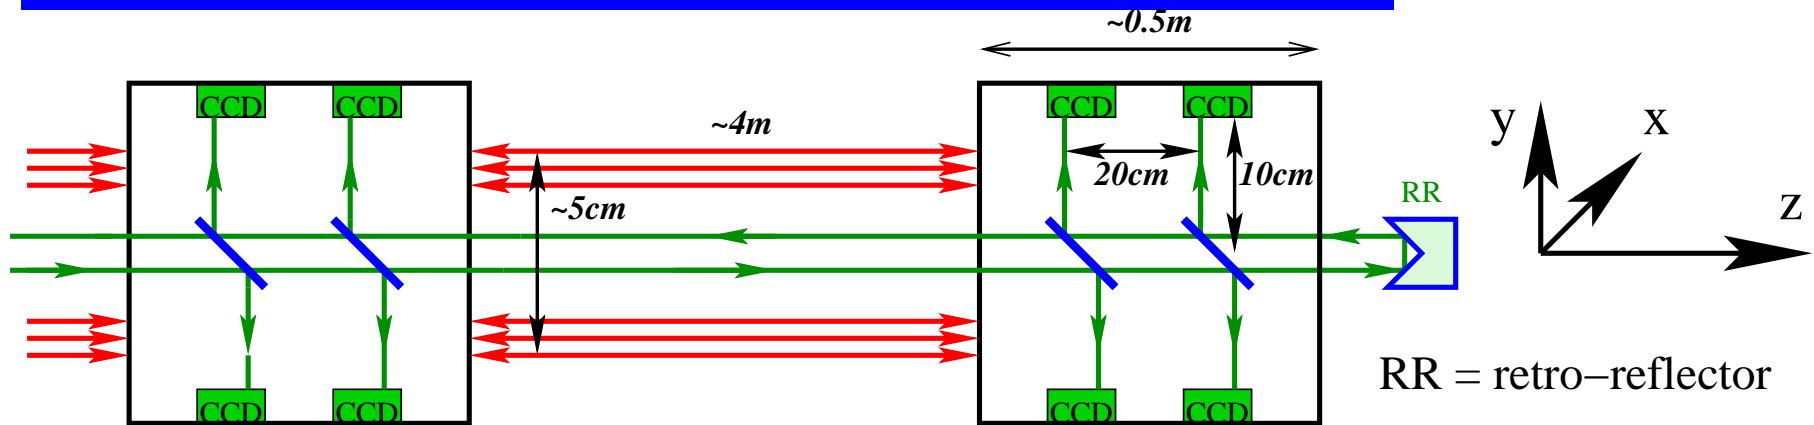 ~0.5m
CCD CCD CCD CCD
~4m
y x
20cm 10cm
RR
~5cm
z
RR = retro−reflector
CCD CCD CCD CCD